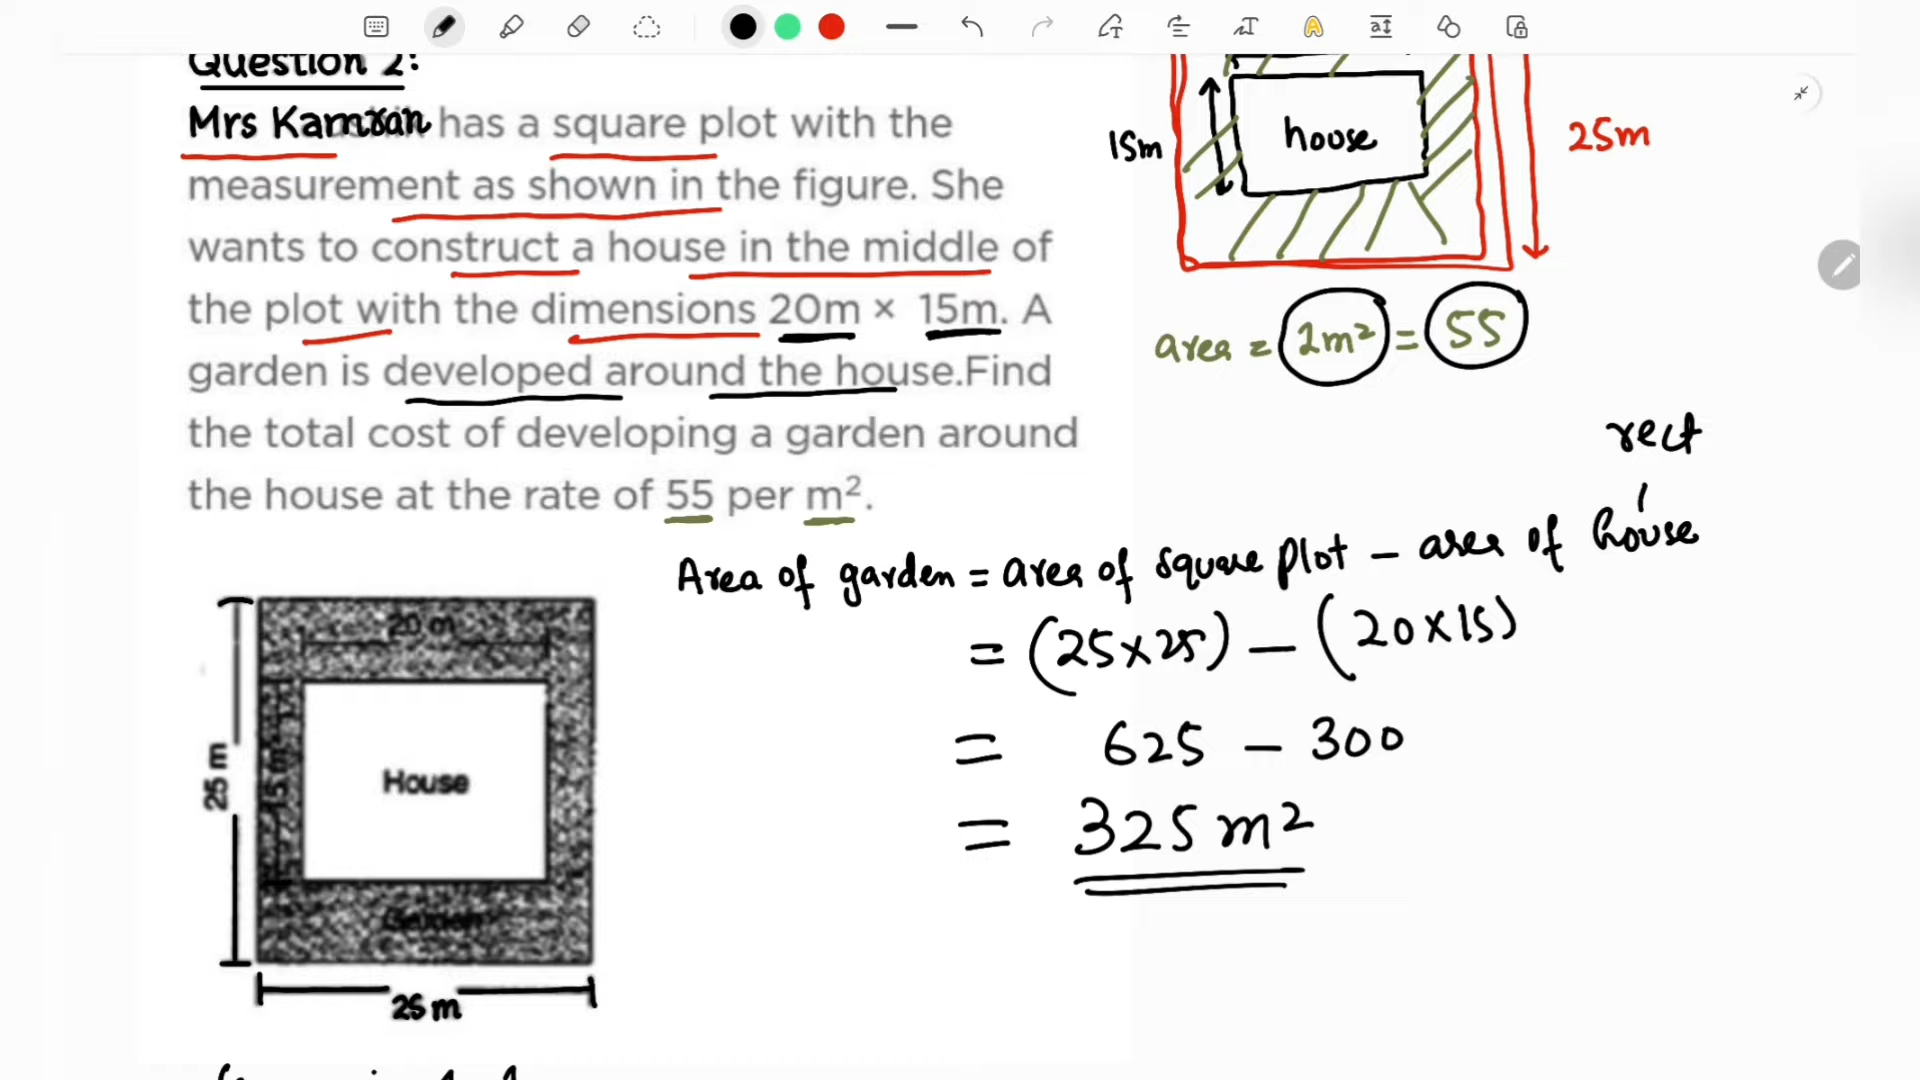 Question 2:
Mrs Kamran has a square plot with the
measurement as shown in the figure. She
wants to construct a house in the middle of
the plot with the dimensions 20m × 15m. A
garden is developed around the house.Find
the total cost of developing a garden around
the house at the rate of 55 per m².
house
15m
25m
area = 1m² = 55
rect
Area of garden = area of square plot - area of house
= (25×25) - (20×15)
= 625 - 300
= 325 m²
20 m
25 m
15 m
House
Garden
25 m